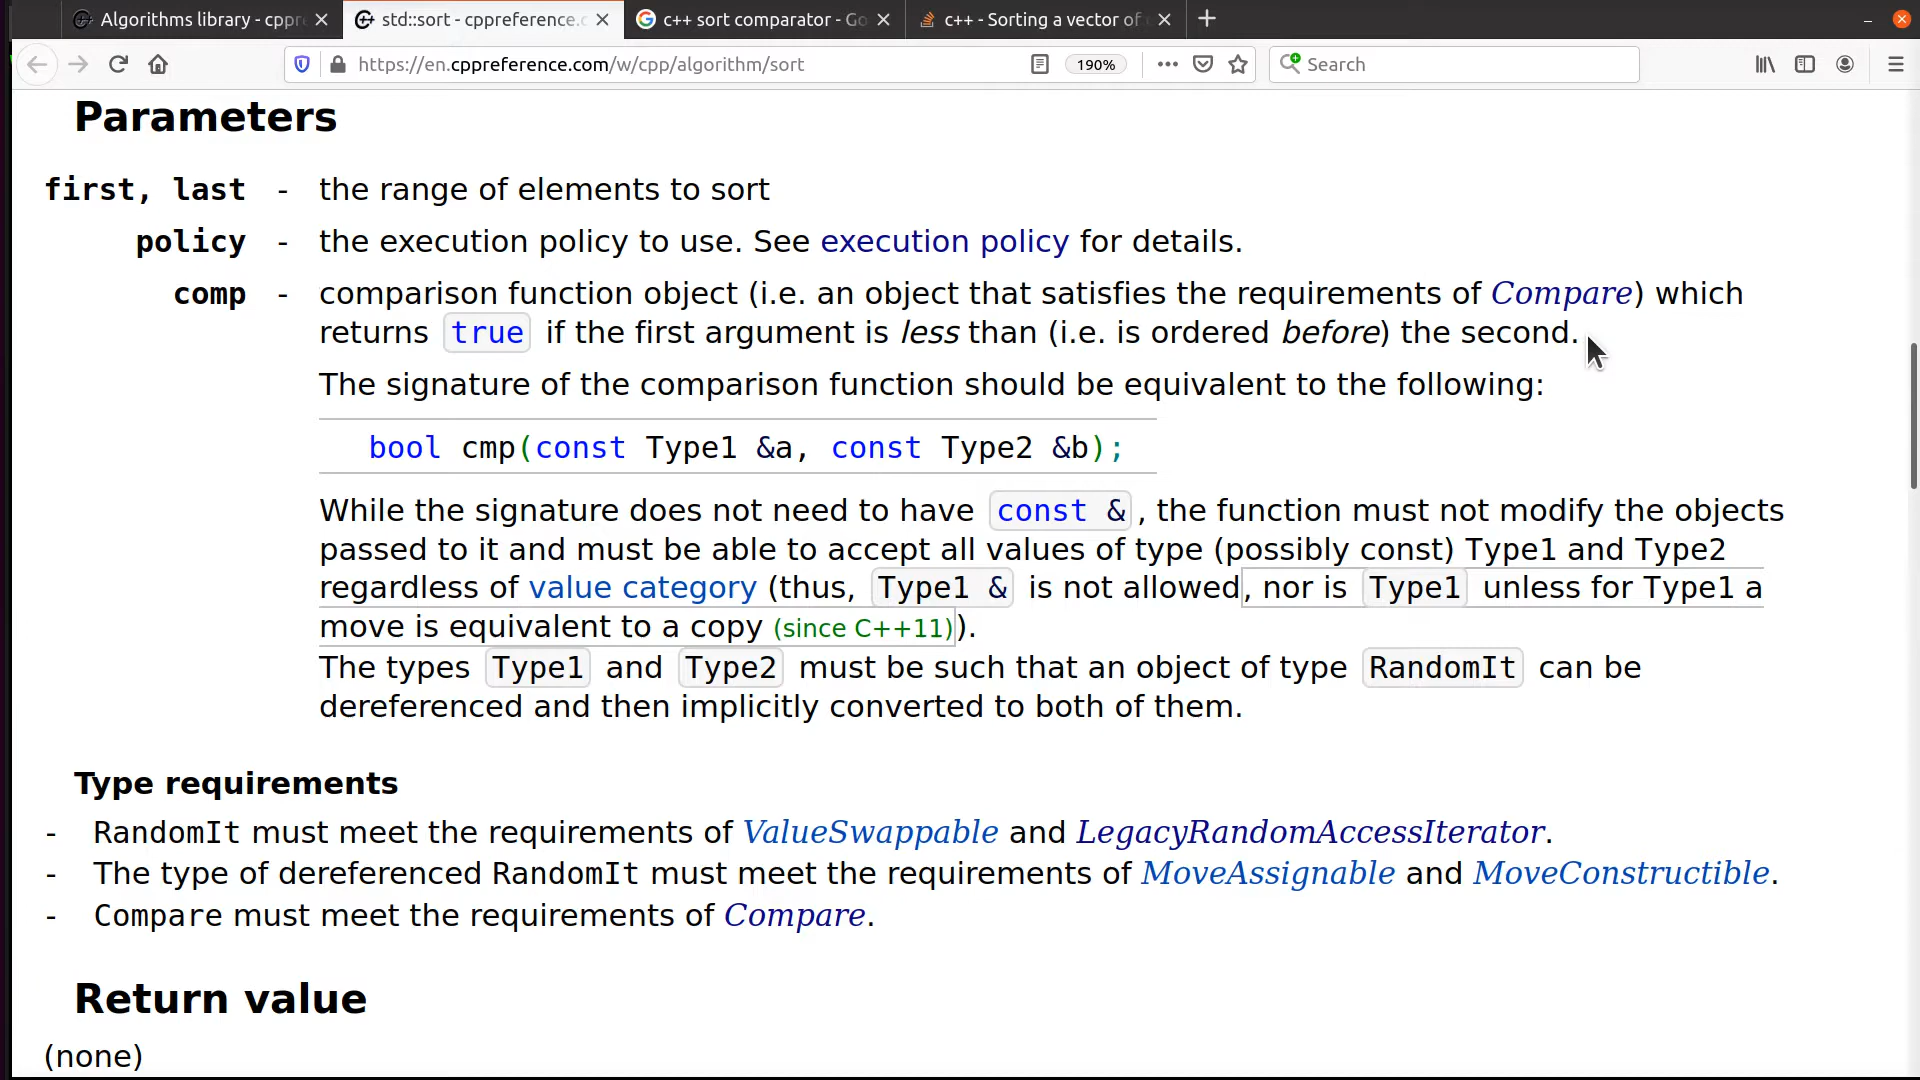 Algorithms library - cppre
std::sort - cppreference.c
c++ sort comparator - Go
c++ - Sorting a vector of
https://en.cppreference.com/w/cpp/algorithm/sort
190%
Search
Parameters
first, last - the range of elements to sort
policy - the execution policy to use. See execution policy for details.
comp - comparison function object (i.e. an object that satisfies the requirements of Compare) which
returns true if the first argument is less than (i.e. is ordered before) the second.
The signature of the comparison function should be equivalent to the following:
bool cmp(const Type1 &a, const Type2 &b);
While the signature does not need to have const &, the function must not modify the objects
passed to it and must be able to accept all values of type (possibly const) Type1 and Type2
regardless of value category (thus, Type1 & is not allowed, nor is Type1 unless for Type1 a
move is equivalent to a copy (since C++11)).
The types Type1 and Type2 must be such that an object of type RandomIt can be
dereferenced and then implicitly converted to both of them.
Type requirements
- RandomIt must meet the requirements of ValueSwappable and LegacyRandomAccessIterator.
- The type of dereferenced RandomIt must meet the requirements of MoveAssignable and MoveConstructible.
- Compare must meet the requirements of Compare.
Return value
(none)